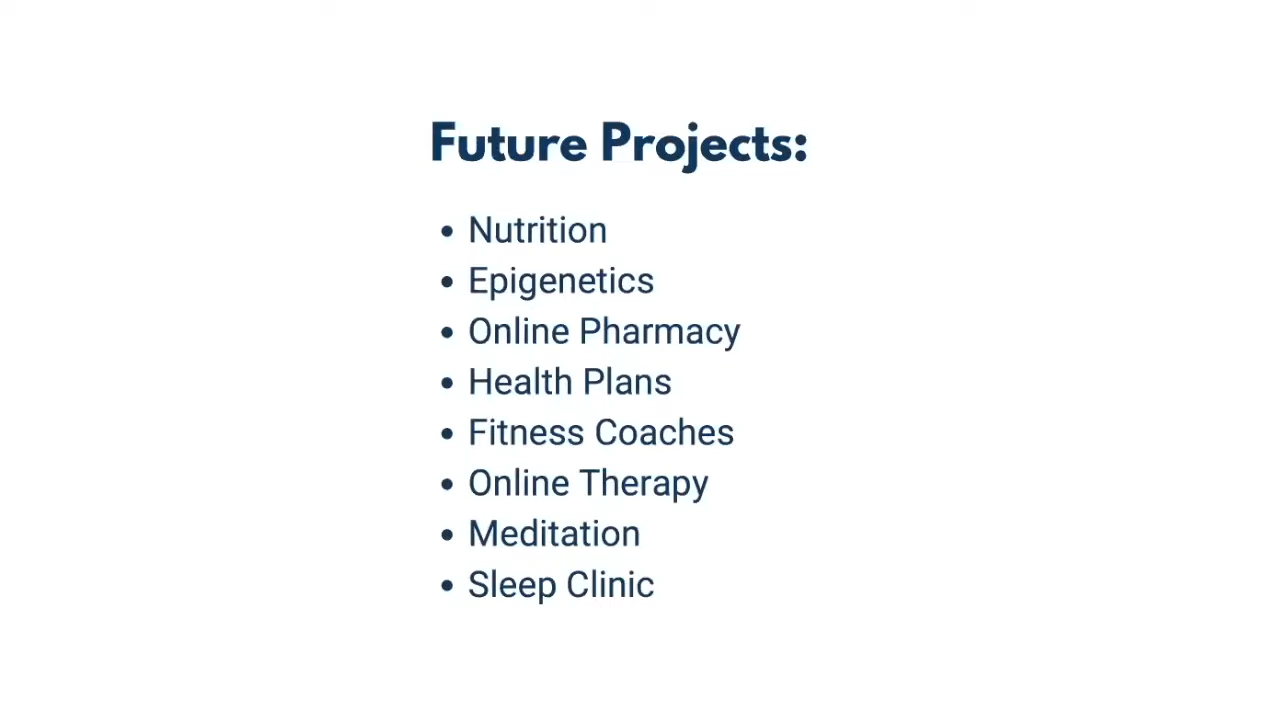 Future Projects:
• Nutrition
• Epigenetics
• Online Pharmacy
• Health Plans
• Fitness Coaches
• Online Therapy
• Meditation
• Sleep Clinic